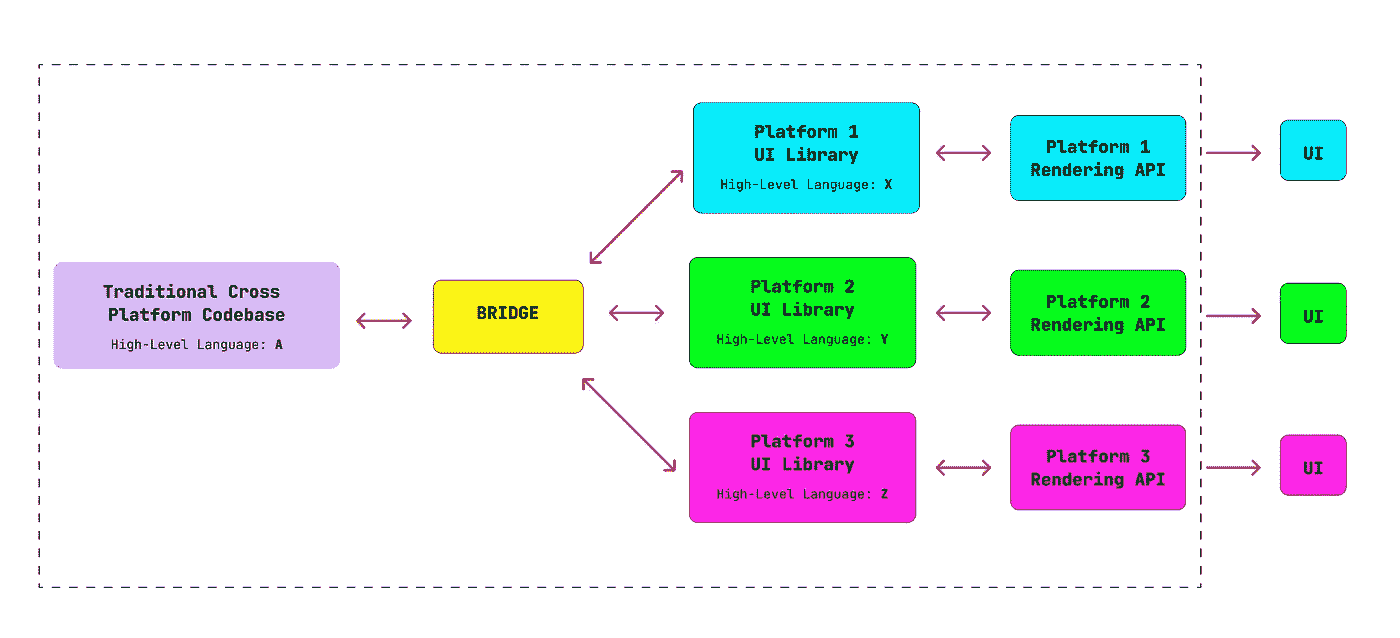 Traditional Cross
Platform Codebase
High-Level Language: A
BRIDGE
Platform 1
UI Library
High-Level Language: X
Platform 1
Rendering API
UI
Platform 2
UI Library
High-Level Language: Y
Platform 2
Rendering API
UI
Platform 3
UI Library
High-Level Language: Z
Platform 3
Rendering API
UI